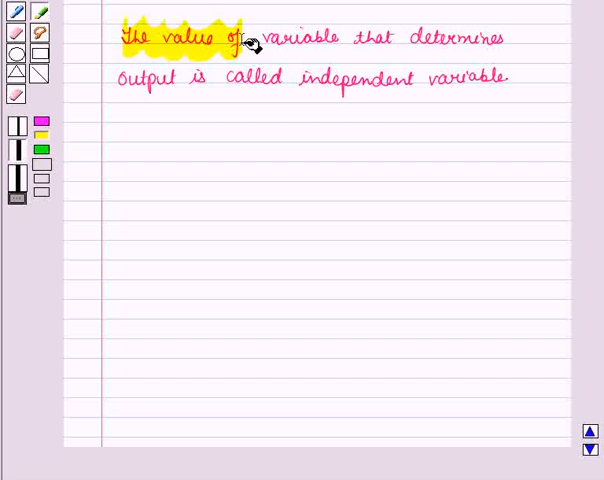 The value of variable that determines
output is called independent variable.